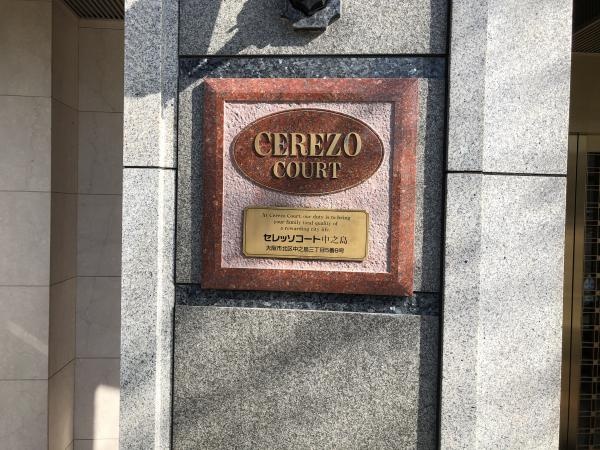 CEREZO
COURT
At Cerezo Court, our duty is to bring
your family total quality of
a rewarding city life.
セレッソコート中之島
大阪市北区中之島三丁目5番6号